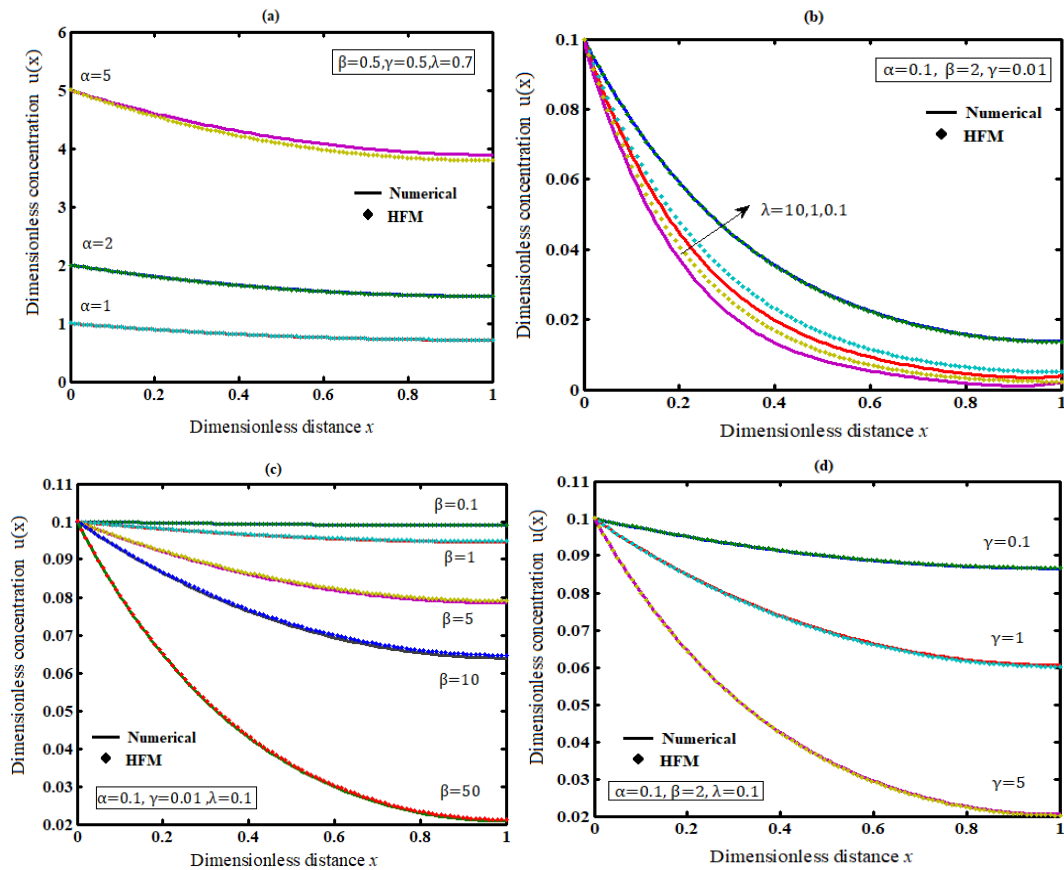 (a)
6
5
4
3
2
1
0
0
0.2
0.4
0.6
0.8
1
Dimensionless concentration u(x)
Dimensionless distance x
β=0.5,γ=0.5,λ=0.7
α=5
α=2
α=1
Numerical
HFM
(b)
0.1
0.08
0.06
0.04
0.02
0
0
0.2
0.4
0.6
0.8
1
Dimensionless concentration u(x)
Dimensionless distance x
α=0.1, β=2, γ=0.01
Numerical
HFM
λ=10,1,0.1
(c)
0.11
0.1
0.09
0.08
0.07
0.06
0.05
0.04
0.03
0.02
0
0.2
0.4
0.6
0.8
1
Dimensionless concentration u(x)
Dimensionless distance x
β=0.1
β=1
β=5
β=10
β=50
Numerical
HFM
α=0.1, γ=0.01 ,λ=0.1
(d)
0.11
0.1
0.09
0.08
0.07
0.06
0.05
0.04
0.03
0.02
0
0.2
0.4
0.6
0.8
1
Dimensionless concentration u(x)
Dimensionless distance x
γ=0.1
γ=1
γ=5
Numerical
HFM
α=0.1, β=2, λ=0.1